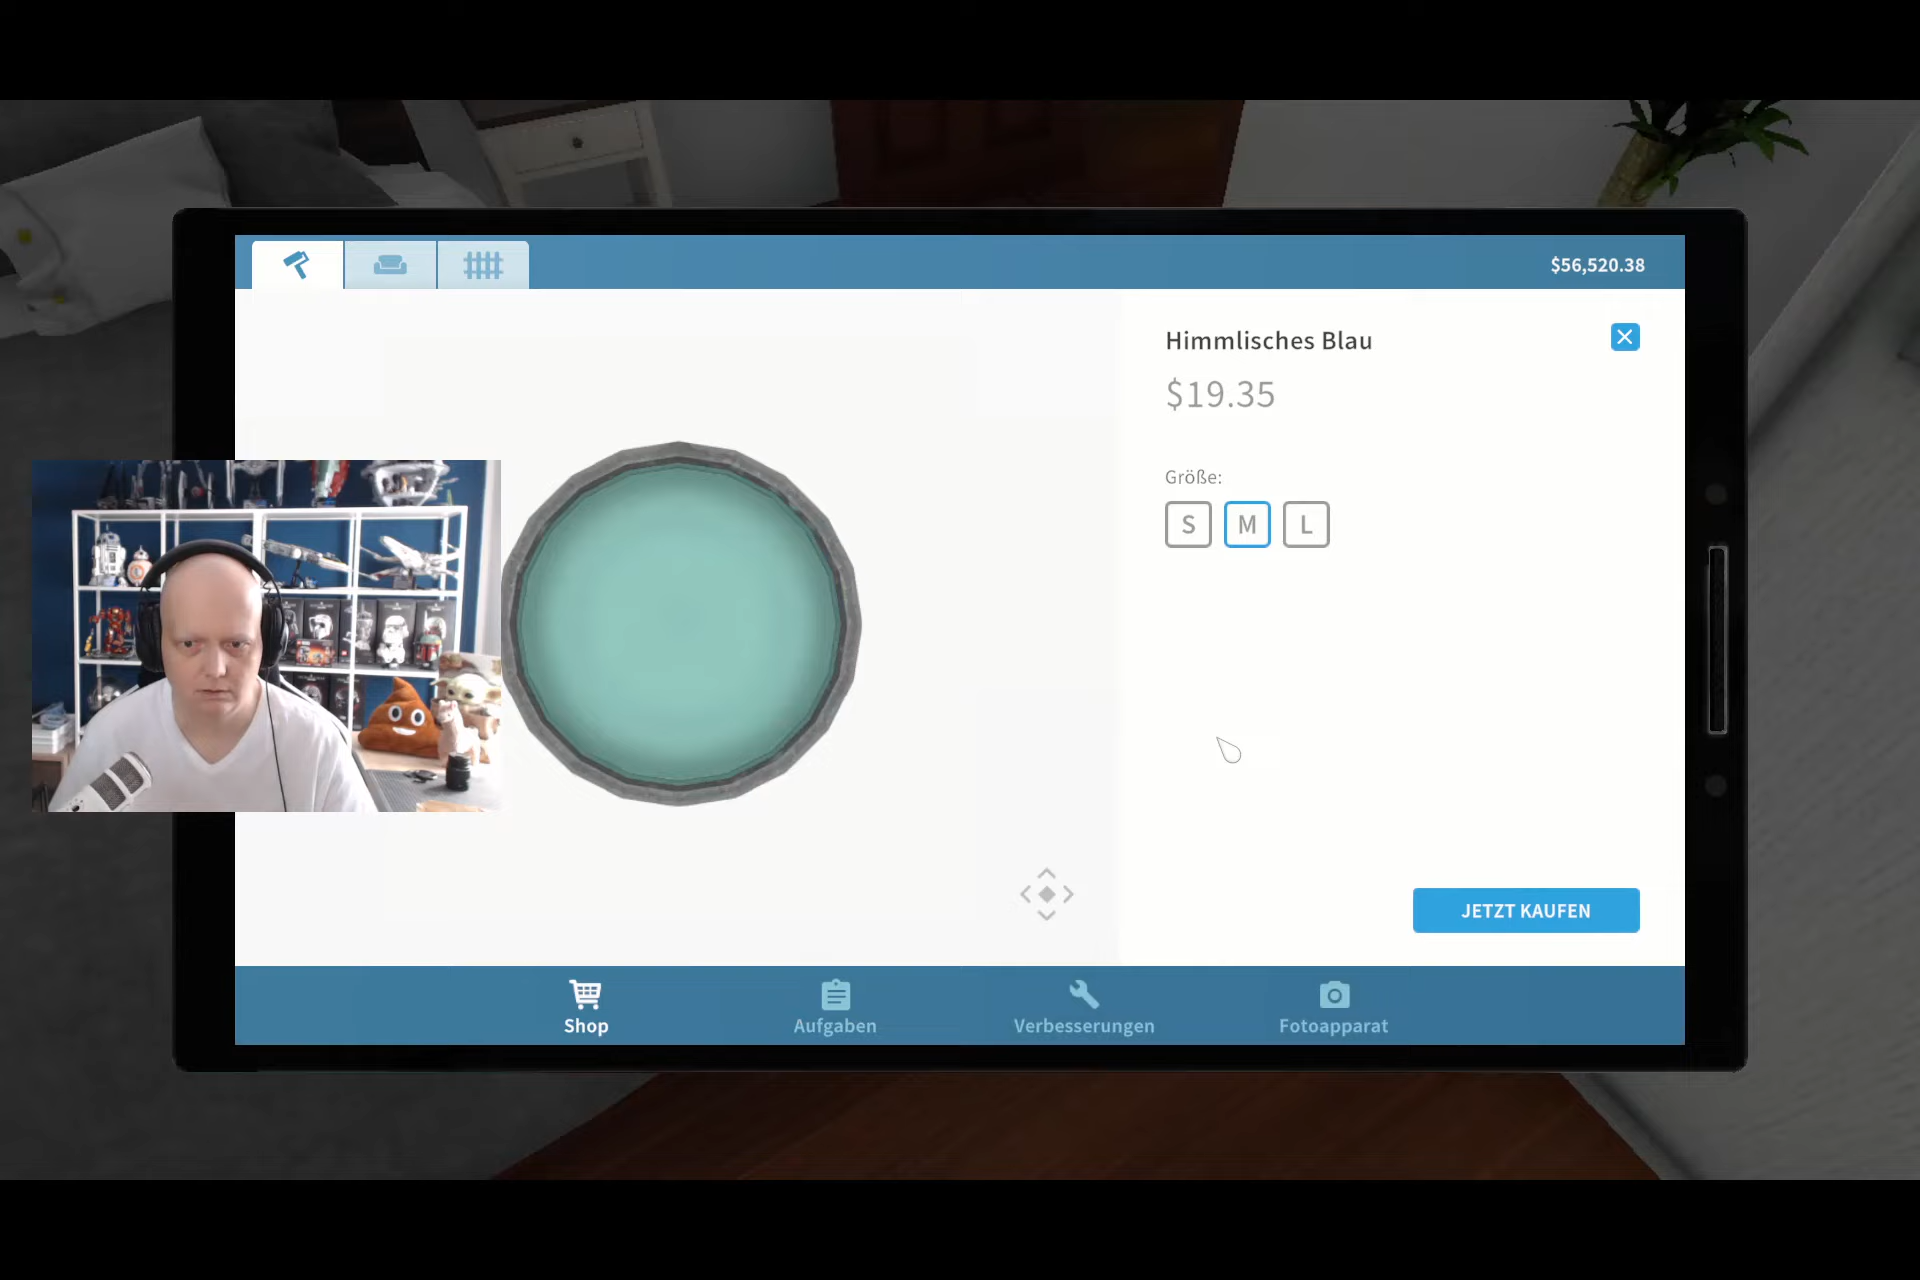 $56,520.38
Himmlisches Blau
$19.35
Größe:
S M L
JETZT KAUFEN
Shop
Aufgaben
Verbesserungen
Fotoapparat